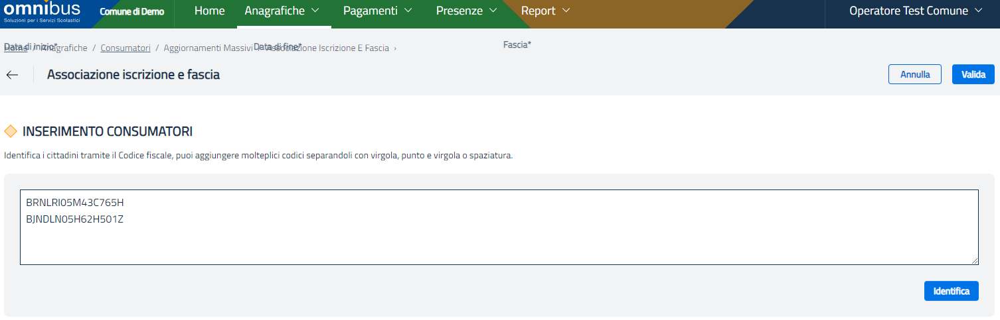 omnibus
Soluzioni per i Servizi Scolastici
Comune di Demo
Home
Anagrafiche
Pagamenti
Presenze
Report
Operatore Test Comune
Data di inizio*
Data di fine*
Fascia*
Home / Anagrafiche / Consumatori / Aggiornamenti Massivi / Associazione Iscrizione E Fascia ›
Associazione iscrizione e fascia
Annulla
Valida
INSERIMENTO CONSUMATORI
Identifica i cittadini tramite il Codice fiscale, puoi aggiungere molteplici codici separandoli con virgola, punto e virgola o spaziatura.
BRNLRI05M43C765H
BJNDLN05H62H501Z
Identifica